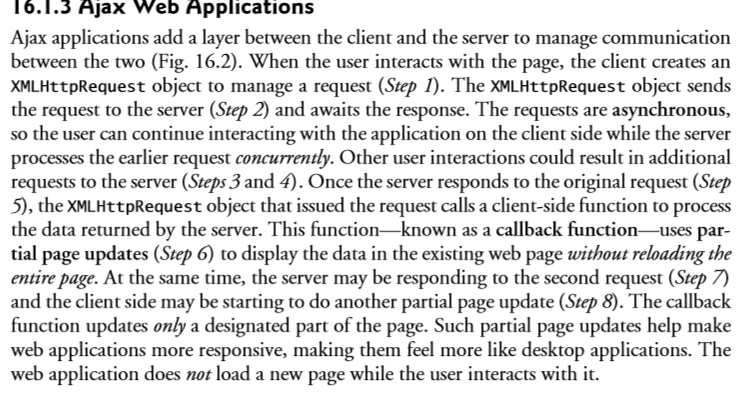 16.1.3 Ajax Web Applications
Ajax applications add a layer between the client and the server to manage communication
between the two (Fig. 16.2). When the user interacts with the page, the client creates an
XMLHttpRequest object to manage a request (Step 1). The XMLHttpRequest object sends
the request to the server (Step 2) and awaits the response. The requests are asynchronous,
so the user can continue interacting with the application on the client side while the server
processes the earlier request concurrently. Other user interactions could result in additional
requests to the server (Steps 3 and 4). Once the server responds to the original request (Step
5), the XMLHttpRequest object that issued the request calls a client-side function to process
the data returned by the server. This function—known as a callback function—uses par-
tial page updates (Step 6) to display the data in the existing web page without reloading the
entire page. At the same time, the server may be responding to the second request (Step 7)
and the client side may be starting to do another partial page update (Step 8). The callback
function updates only a designated part of the page. Such partial page updates help make
web applications more responsive, making them feel more like desktop applications. The
web application does not load a new page while the user interacts with it.